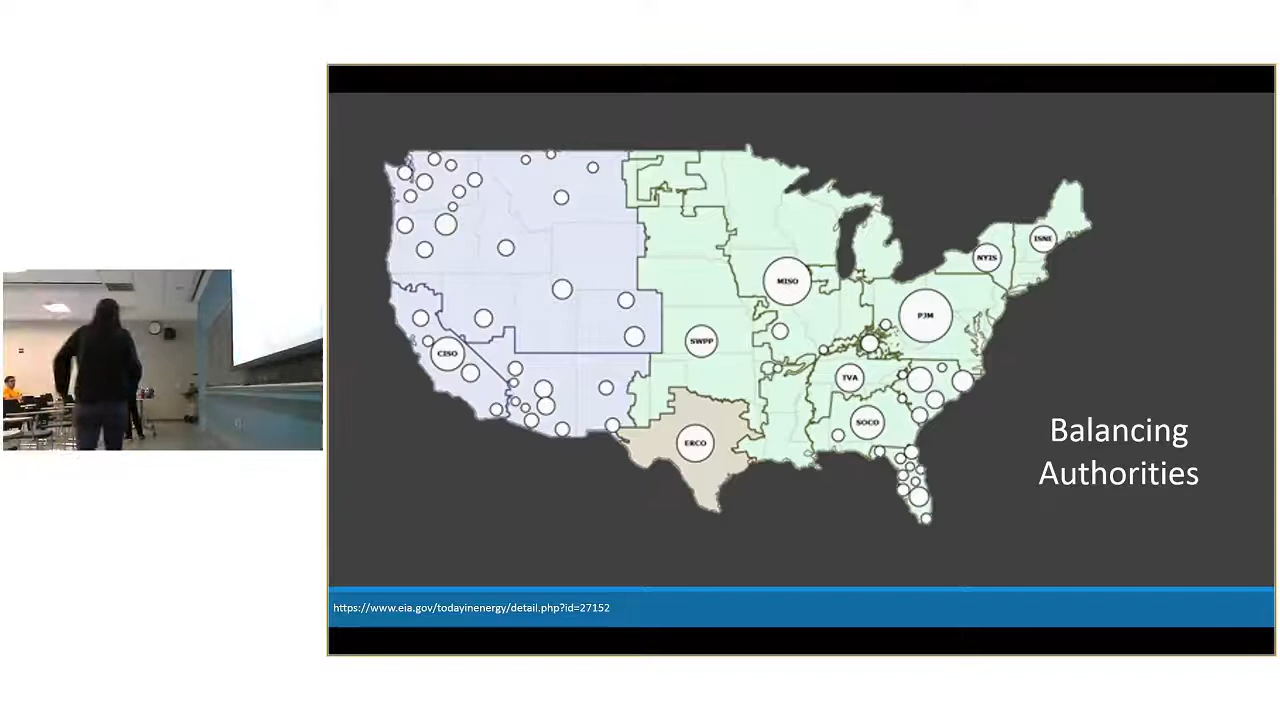 ISNE
NYIS
MISO
PJM
SWPP
CISO
TVA
SOCO
ERCO
Balancing
Authorities
https://www.eia.gov/todayinenergy/detail.php?id=27152